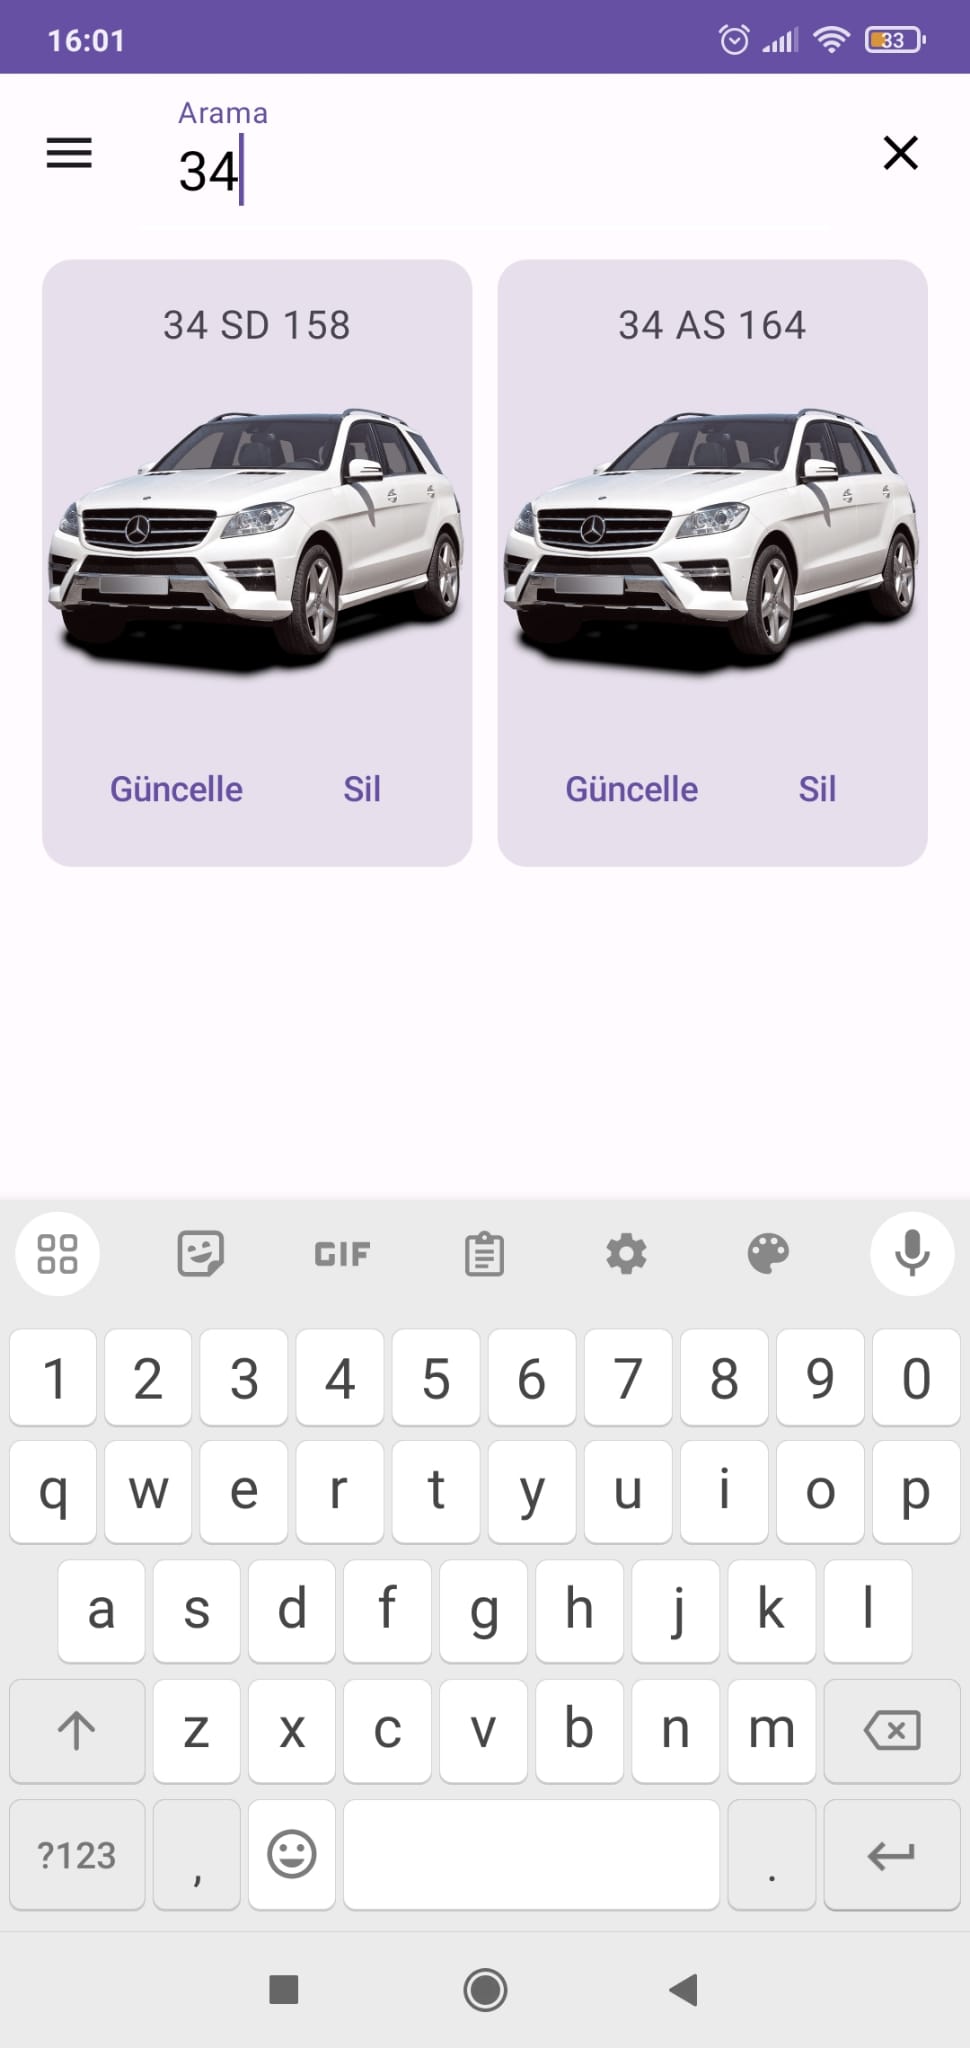 16:01
33
Arama
34
34 SD 158
34 AS 164
Güncelle Sil
Güncelle Sil
GIF
1 2 3 4 5 6 7 8 9 0
q w e r t y u i o p
a s d f g h j k l
z x c v b n m
?123 , .